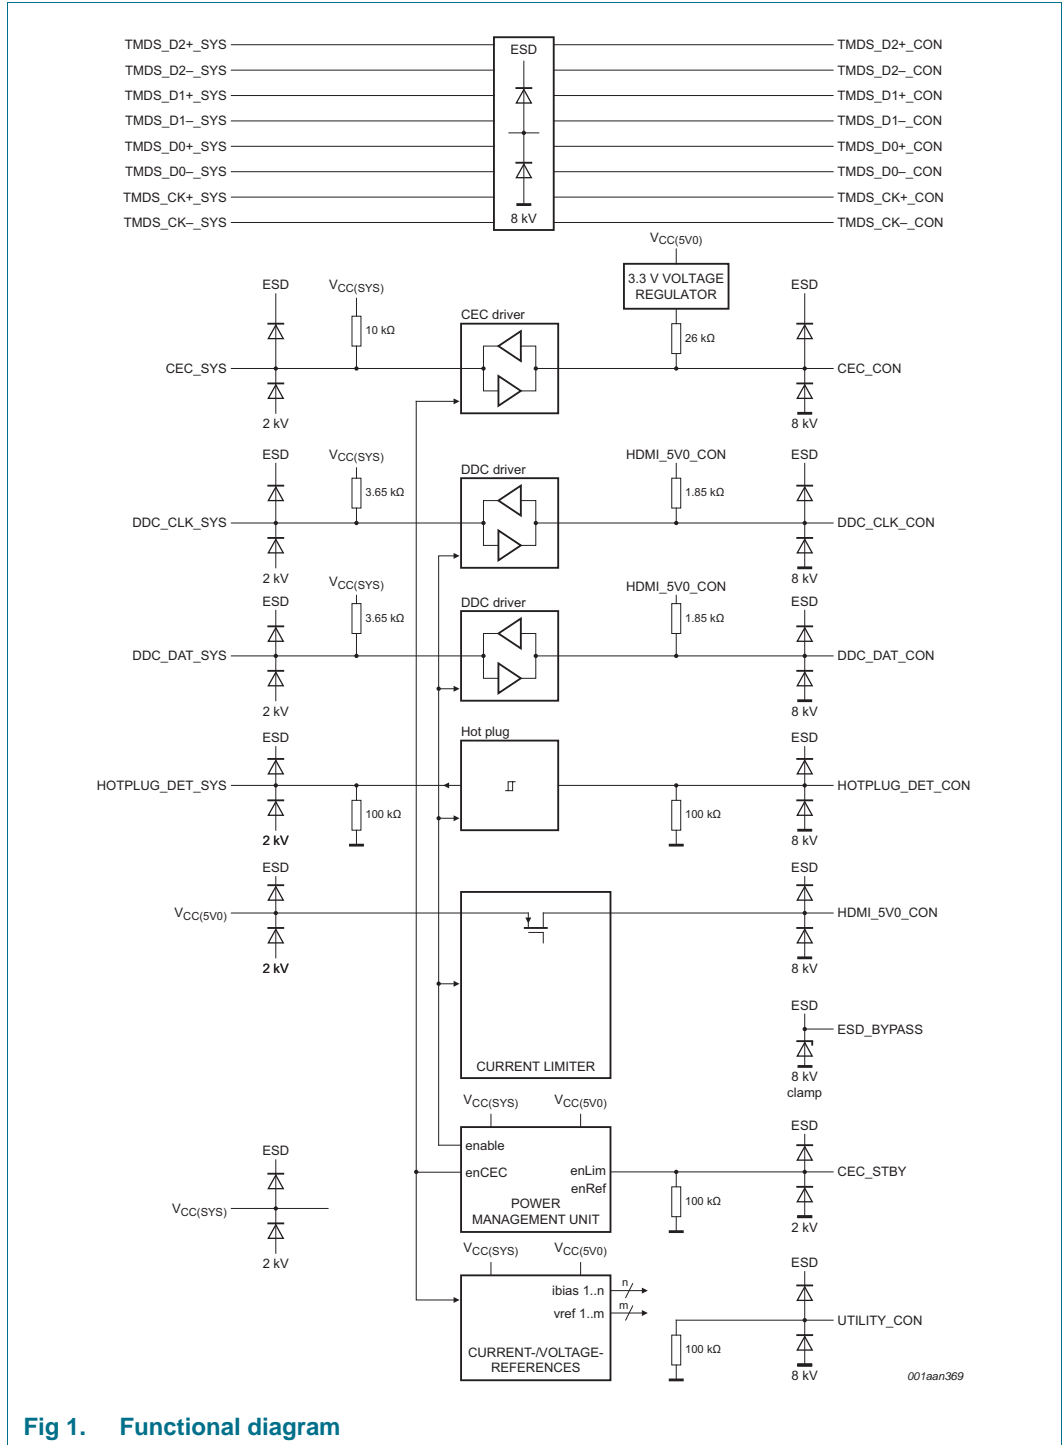 TMDS_D2+_SYS ESD TMDS_D2+_CON
TMDS_D2–_SYS TMDS_D2–_CON
TMDS_D1+_SYS TMDS_D1+_CON
TMDS_D1–_SYS TMDS_D1–_CON
TMDS_D0+_SYS TMDS_D0+_CON
TMDS_D0–_SYS TMDS_D0–_CON
TMDS_CK+_SYS TMDS_CK+_CON
TMDS_CK–_SYS 8 kV TMDS_CK–_CON
VCC(5V0)
3.3 V VOLTAGE
REGULATOR
ESD VCC(SYS) ESD
CEC driver
10 kΩ 26 kΩ
CEC_SYS CEC_CON
2 kV 8 kV
ESD VCC(SYS) HDMI_5V0_CON ESD
DDC driver
3.65 kΩ 1.85 kΩ
DDC_CLK_SYS DDC_CLK_CON
2 kV 8 kV
VCC(SYS) HDMI_5V0_CON
ESD DDC driver ESD
3.65 kΩ 1.85 kΩ
DDC_DAT_SYS DDC_DAT_CON
2 kV 8 kV
ESD Hot plug ESD
HOTPLUG_DET_SYS HOTPLUG_DET_CON
100 kΩ 100 kΩ
2 kV 8 kV
ESD ESD
VCC(5V0) HDMI_5V0_CON
2 kV 8 kV
ESD
ESD_BYPASS
CURRENT LIMITER
8 kV
clamp
VCC(SYS) VCC(5V0)
ESD
enable
ESD
enCEC enLim CEC_STBY
enRef
100 kΩ
VCC(SYS)
POWER
MANAGEMENT UNIT
2 kV
2 kV
VCC(SYS) VCC(5V0)
ESD
ibias 1..n n
vref 1..m m
UTILITY_CON
100 kΩ
CURRENT-/VOLTAGE-
REFERENCES
8 kV
001aan369
Fig 1. Functional diagram